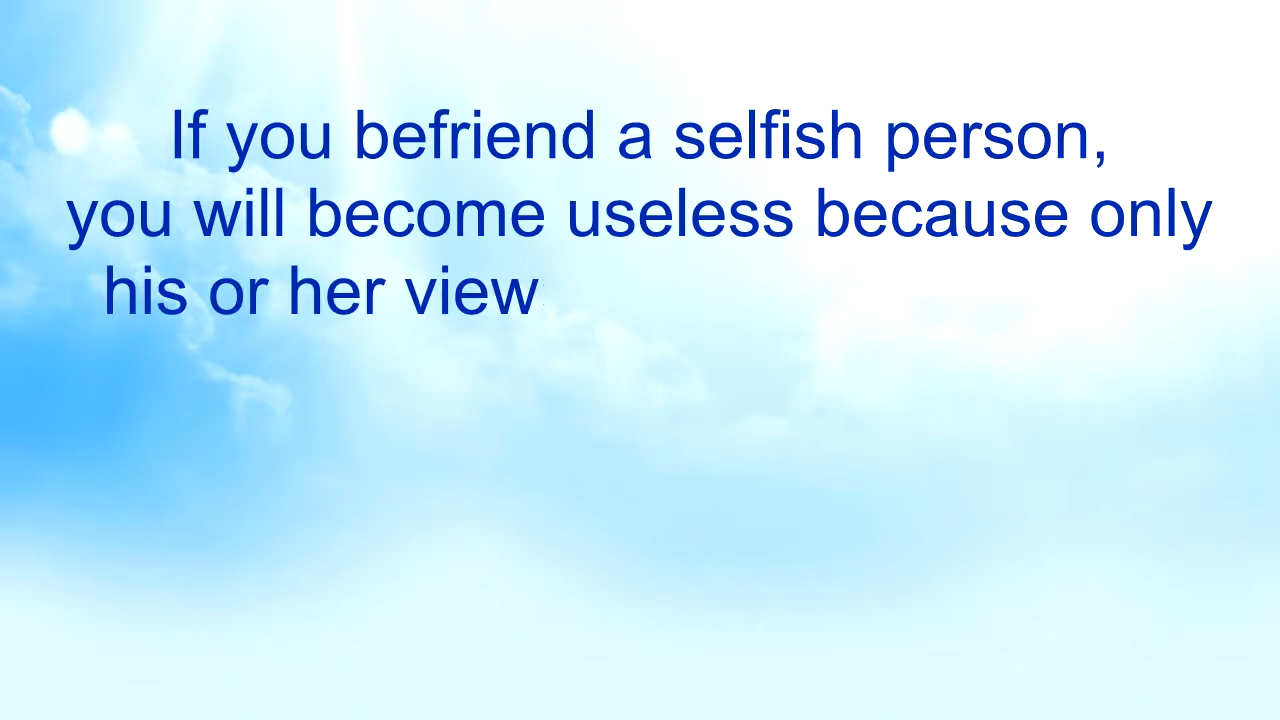 If you befriend a selfish person,
you will become useless because only
his or her view